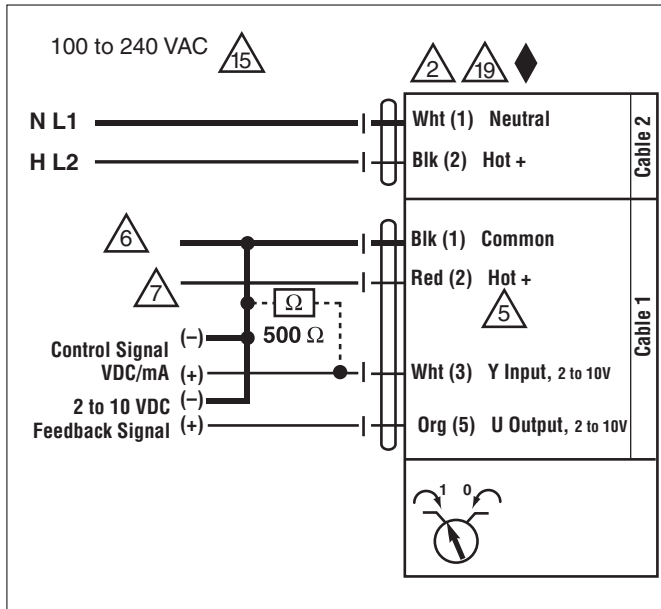 100 to 240 VAC 15
2 19
N L1
Wht (1) Neutral
H L2
Blk (2) Hot +
Cable 2
6
Blk (1) Common
7
Red (2) Hot +
5
Ω
500 Ω
Control Signal (–)
VDC/mA (+)
Wht (3) Y Input, 2 to 10V
2 to 10 VDC (–)
Feedback Signal (+)
Org (5) U Output, 2 to 10V
Cable 1
1 0